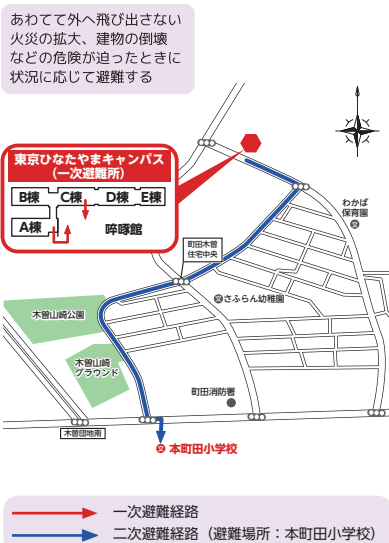 あわてて外へ飛び出さない
火災の拡大、建物の倒壊
などの危険が迫ったときに
状況に応じて避難する
東京ひなたやまキャンパス
（一次避難所）
B棟 C棟 D棟 E棟
A棟 啐啄館
わかば
保育園
文
町田木曽
住宅中央
文さふらん幼稚園
木曽山崎公園
木曽山崎
グラウンド
町田消防署
木曽団地南
文 本町田小学校
一次避難経路
二次避難経路（避難場所：本町田小学校）